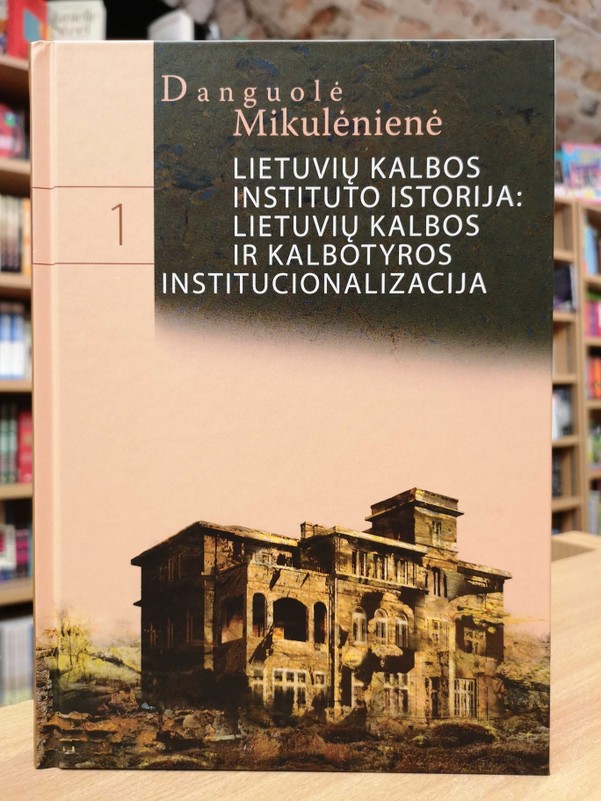 Danguolė
Mikulėnienė
LIETUVIŲ KALBOS
INSTITUTO ISTORIJA:
LIETUVIŲ KALBOS
IR KALBOTYROS
INSTITUCIONALIZACIJA
1